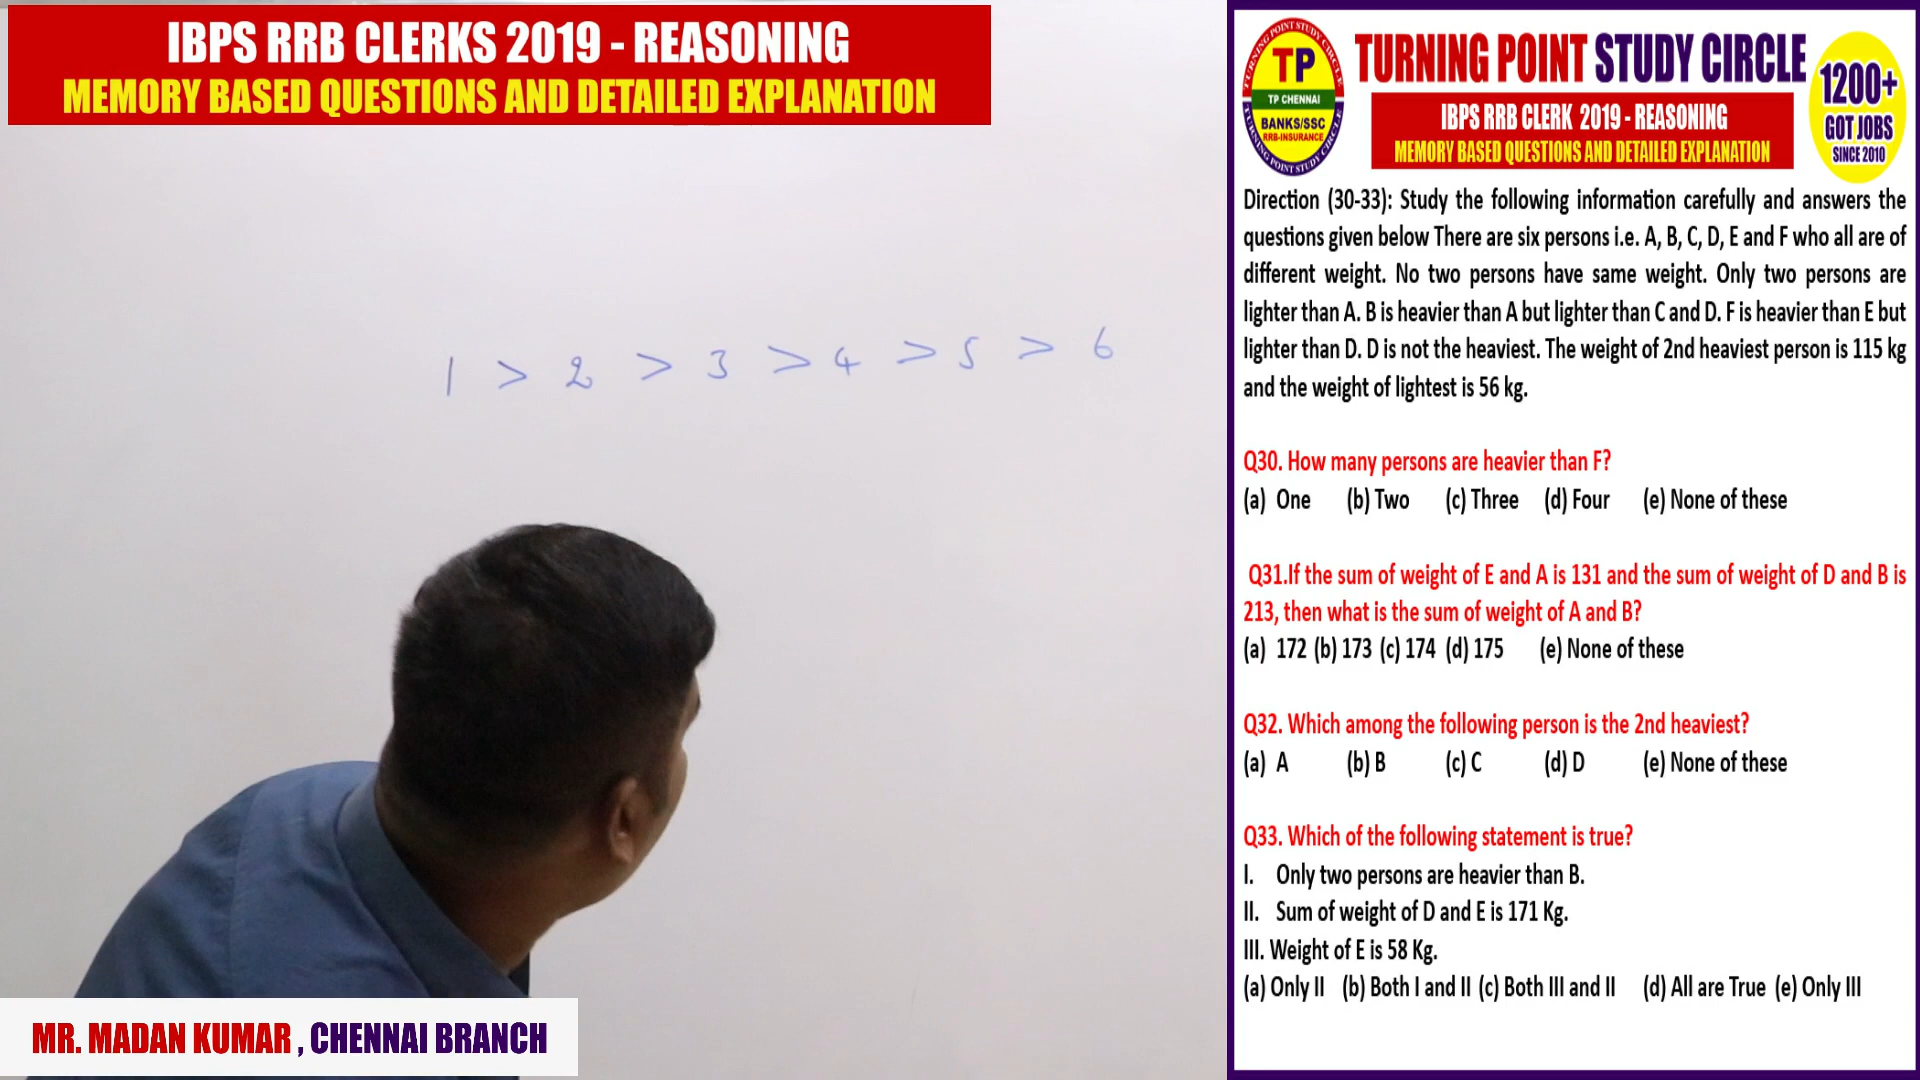 IBPS RRB CLERKS 2019 - REASONING
MEMORY BASED QUESTIONS AND DETAILED EXPLANATION
1 > 2 > 3 > 4 > 5 > 6
MR. MADAN KUMAR , CHENNAI BRANCH
TURNING POINT STUDY CIRCLE
TURNING POINT STUDY CIRCLE
TP
TP CHENNAI
BANKS/SSC
RRB-INSURANCE
TURNING POINT STUDY CIRCLE
1200+
GOT JOBS
SINCE 2010
IBPS RRB CLERK 2019 - REASONING
MEMORY BASED QUESTIONS AND DETAILED EXPLANATION
Direction (30-33): Study the following information carefully and answers the
questions given below There are six persons i.e. A, B, C, D, E and F who all are of
different weight. No two persons have same weight. Only two persons are
lighter than A. B is heavier than A but lighter than C and D. F is heavier than E but
lighter than D. D is not the heaviest. The weight of 2nd heaviest person is 115 kg
and the weight of lightest is 56 kg.
Q30. How many persons are heavier than F?
(a) One (b) Two (c) Three (d) Four (e) None of these
Q31.If the sum of weight of E and A is 131 and the sum of weight of D and B is
213, then what is the sum of weight of A and B?
(a) 172 (b) 173 (c) 174 (d) 175 (e) None of these
Q32. Which among the following person is the 2nd heaviest?
(a) A (b) B (c) C (d) D (e) None of these
Q33. Which of the following statement is true?
I. Only two persons are heavier than B.
II. Sum of weight of D and E is 171 Kg.
III. Weight of E is 58 Kg.
(a) Only II (b) Both I and II (c) Both III and II (d) All are True (e) Only III